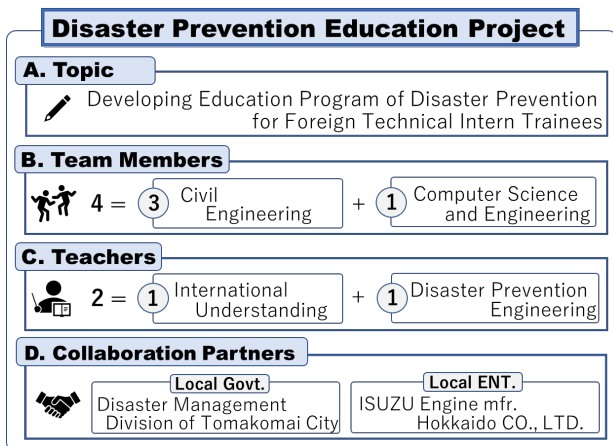 Disaster Prevention Education Project
A. Topic
Developing Education Program of Disaster Prevention
for Foreign Technical Intern Trainees
B. Team Members
4 = 3 Civil Engineering + 1 Computer Science and Engineering
C. Teachers
2 = 1 International Understanding + 1 Disaster Prevention Engineering
D. Collaboration Partners
Local Govt.
Disaster Management
Division of Tomakomai City
Local ENT.
ISUZU Engine mfr.
Hokkaido CO., LTD.